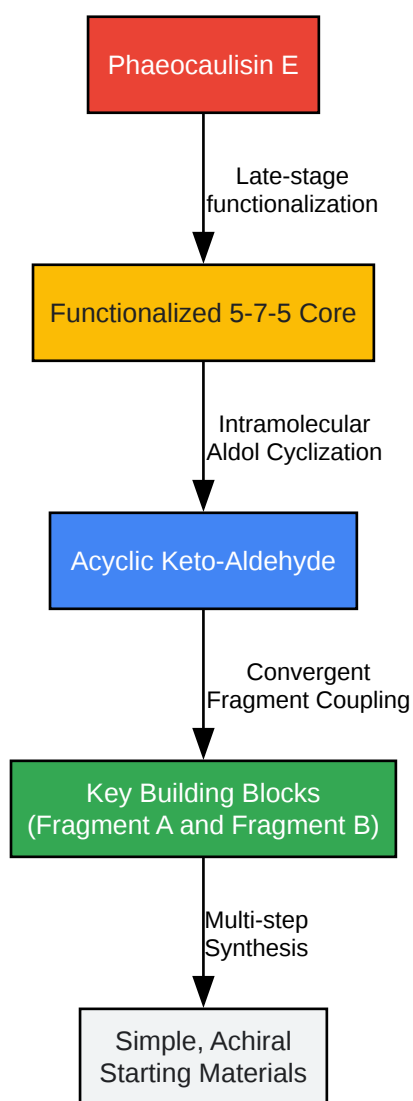 Phaeocaulisin E
Late-stage
functionalization
Functionalized 5-7-5 Core
Intramolecular
Aldol Cyclization
Acyclic Keto-Aldehyde
Convergent
Fragment Coupling
Key Building Blocks
(Fragment A and Fragment B)
Multi-step
Synthesis
Simple, Achiral
Starting Materials